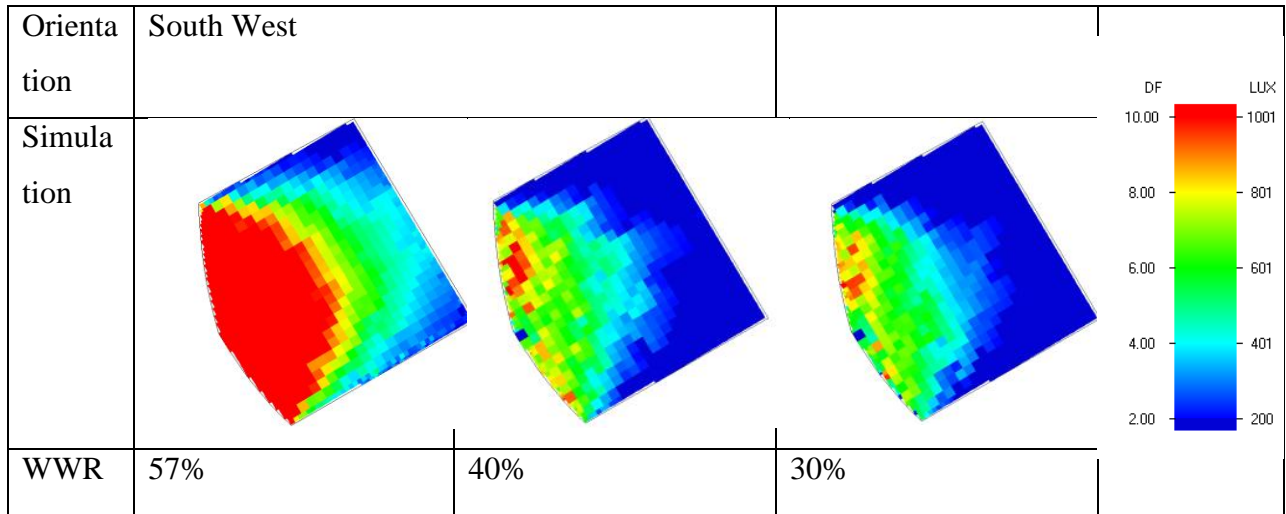 Orienta South West
tion
DF LUX
10.00 1001
Simula
tion
8.00 801
6.00 601
4.00 401
2.00 200
WWR 57% 40% 30%